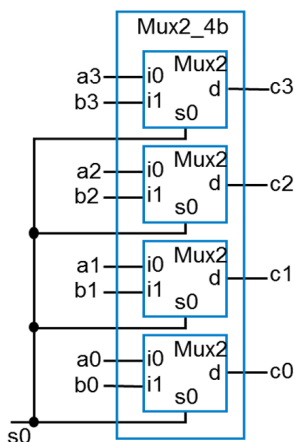 Mux2_4b
a3 i0 Mux2
d c3
b3 i1
s0
a2 i0 Mux2
d c2
b2 i1
s0
a1 i0 Mux2
d c1
b1 i1
s0
a0 i0 Mux2
d c0
b0 i1
s0
s0